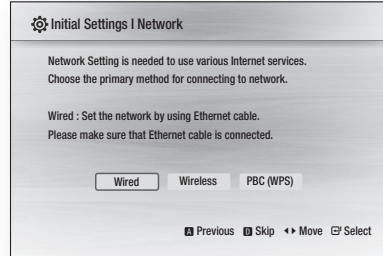 Initial Settings I Network
Network Setting is needed to use various Internet services.
Choose the primary method for connecting to network.
Wired : Set the network by using Ethernet cable.
Please make sure that Ethernet cable is connected.
Wired Wireless PBC (WPS)
A Previous D Skip Move Select